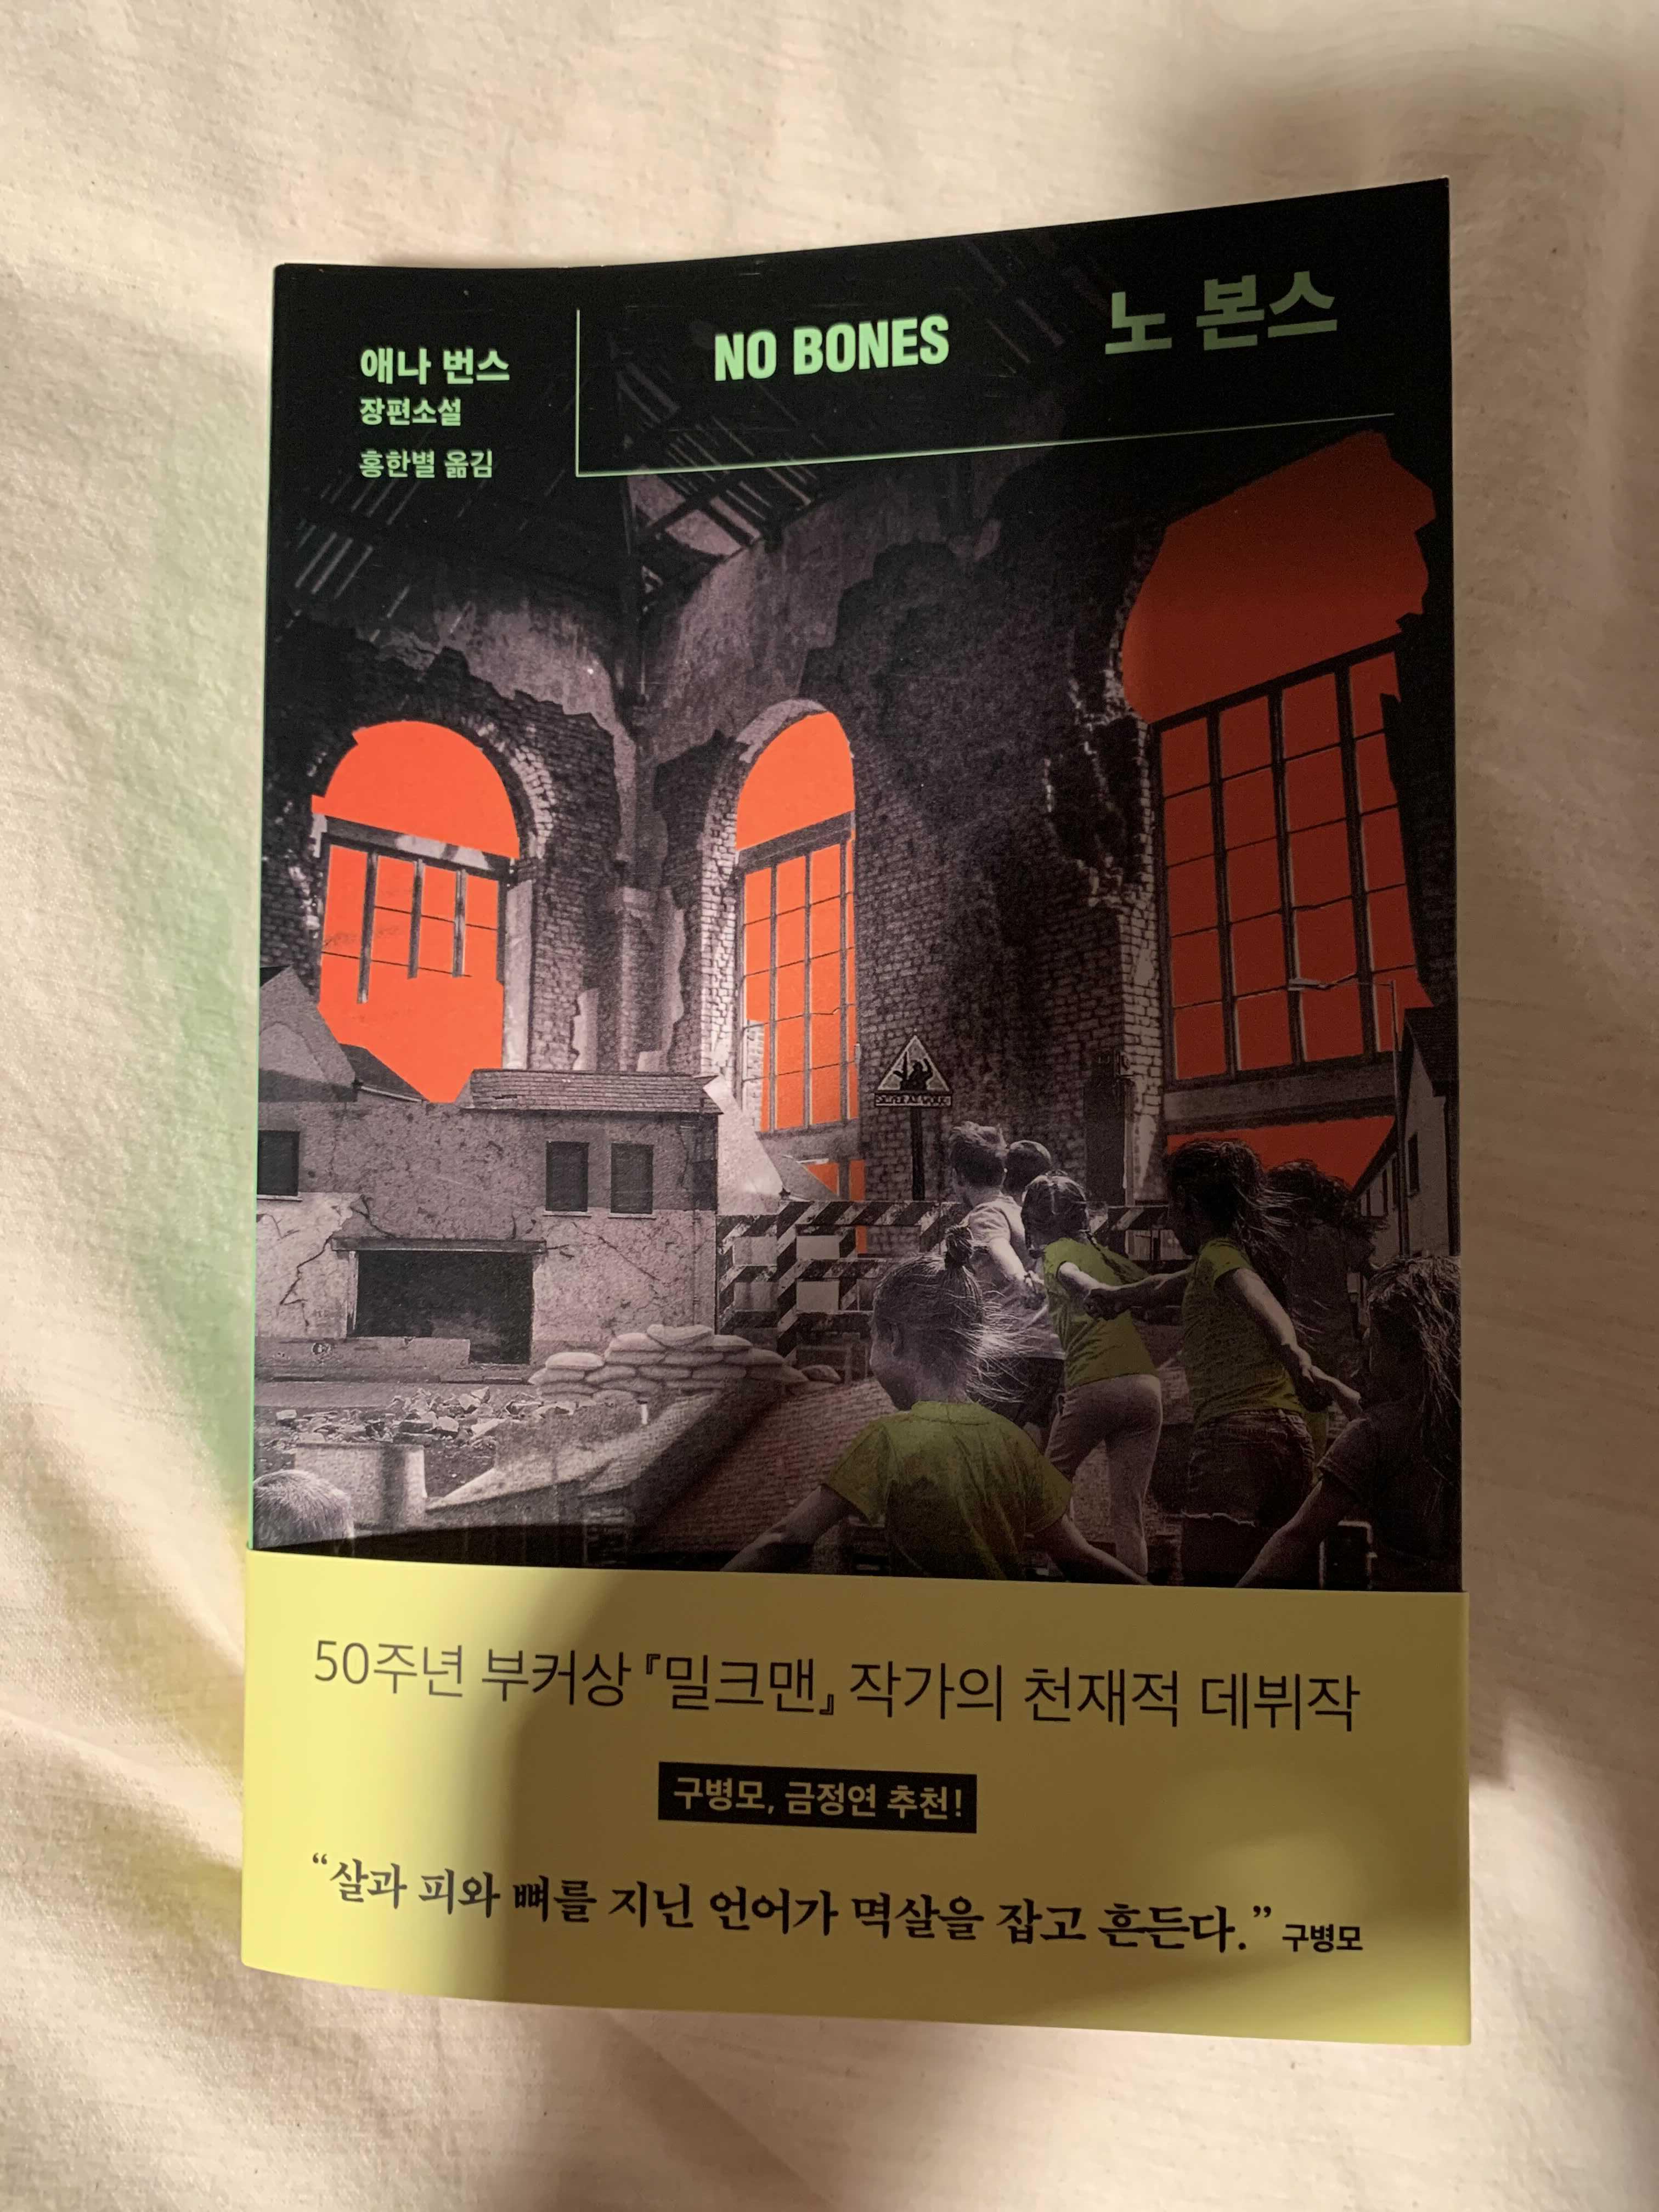 애나 번스
장편소설
홍한별 옮김
NO BONES
노 본스
50주년 부커상 『밀크맨』 작가의 천재적 데뷔작
구병모, 금정연 추천!
“살과 피와 뼈를 지닌 언어가 멱살을 잡고 흔든다.” 구병모